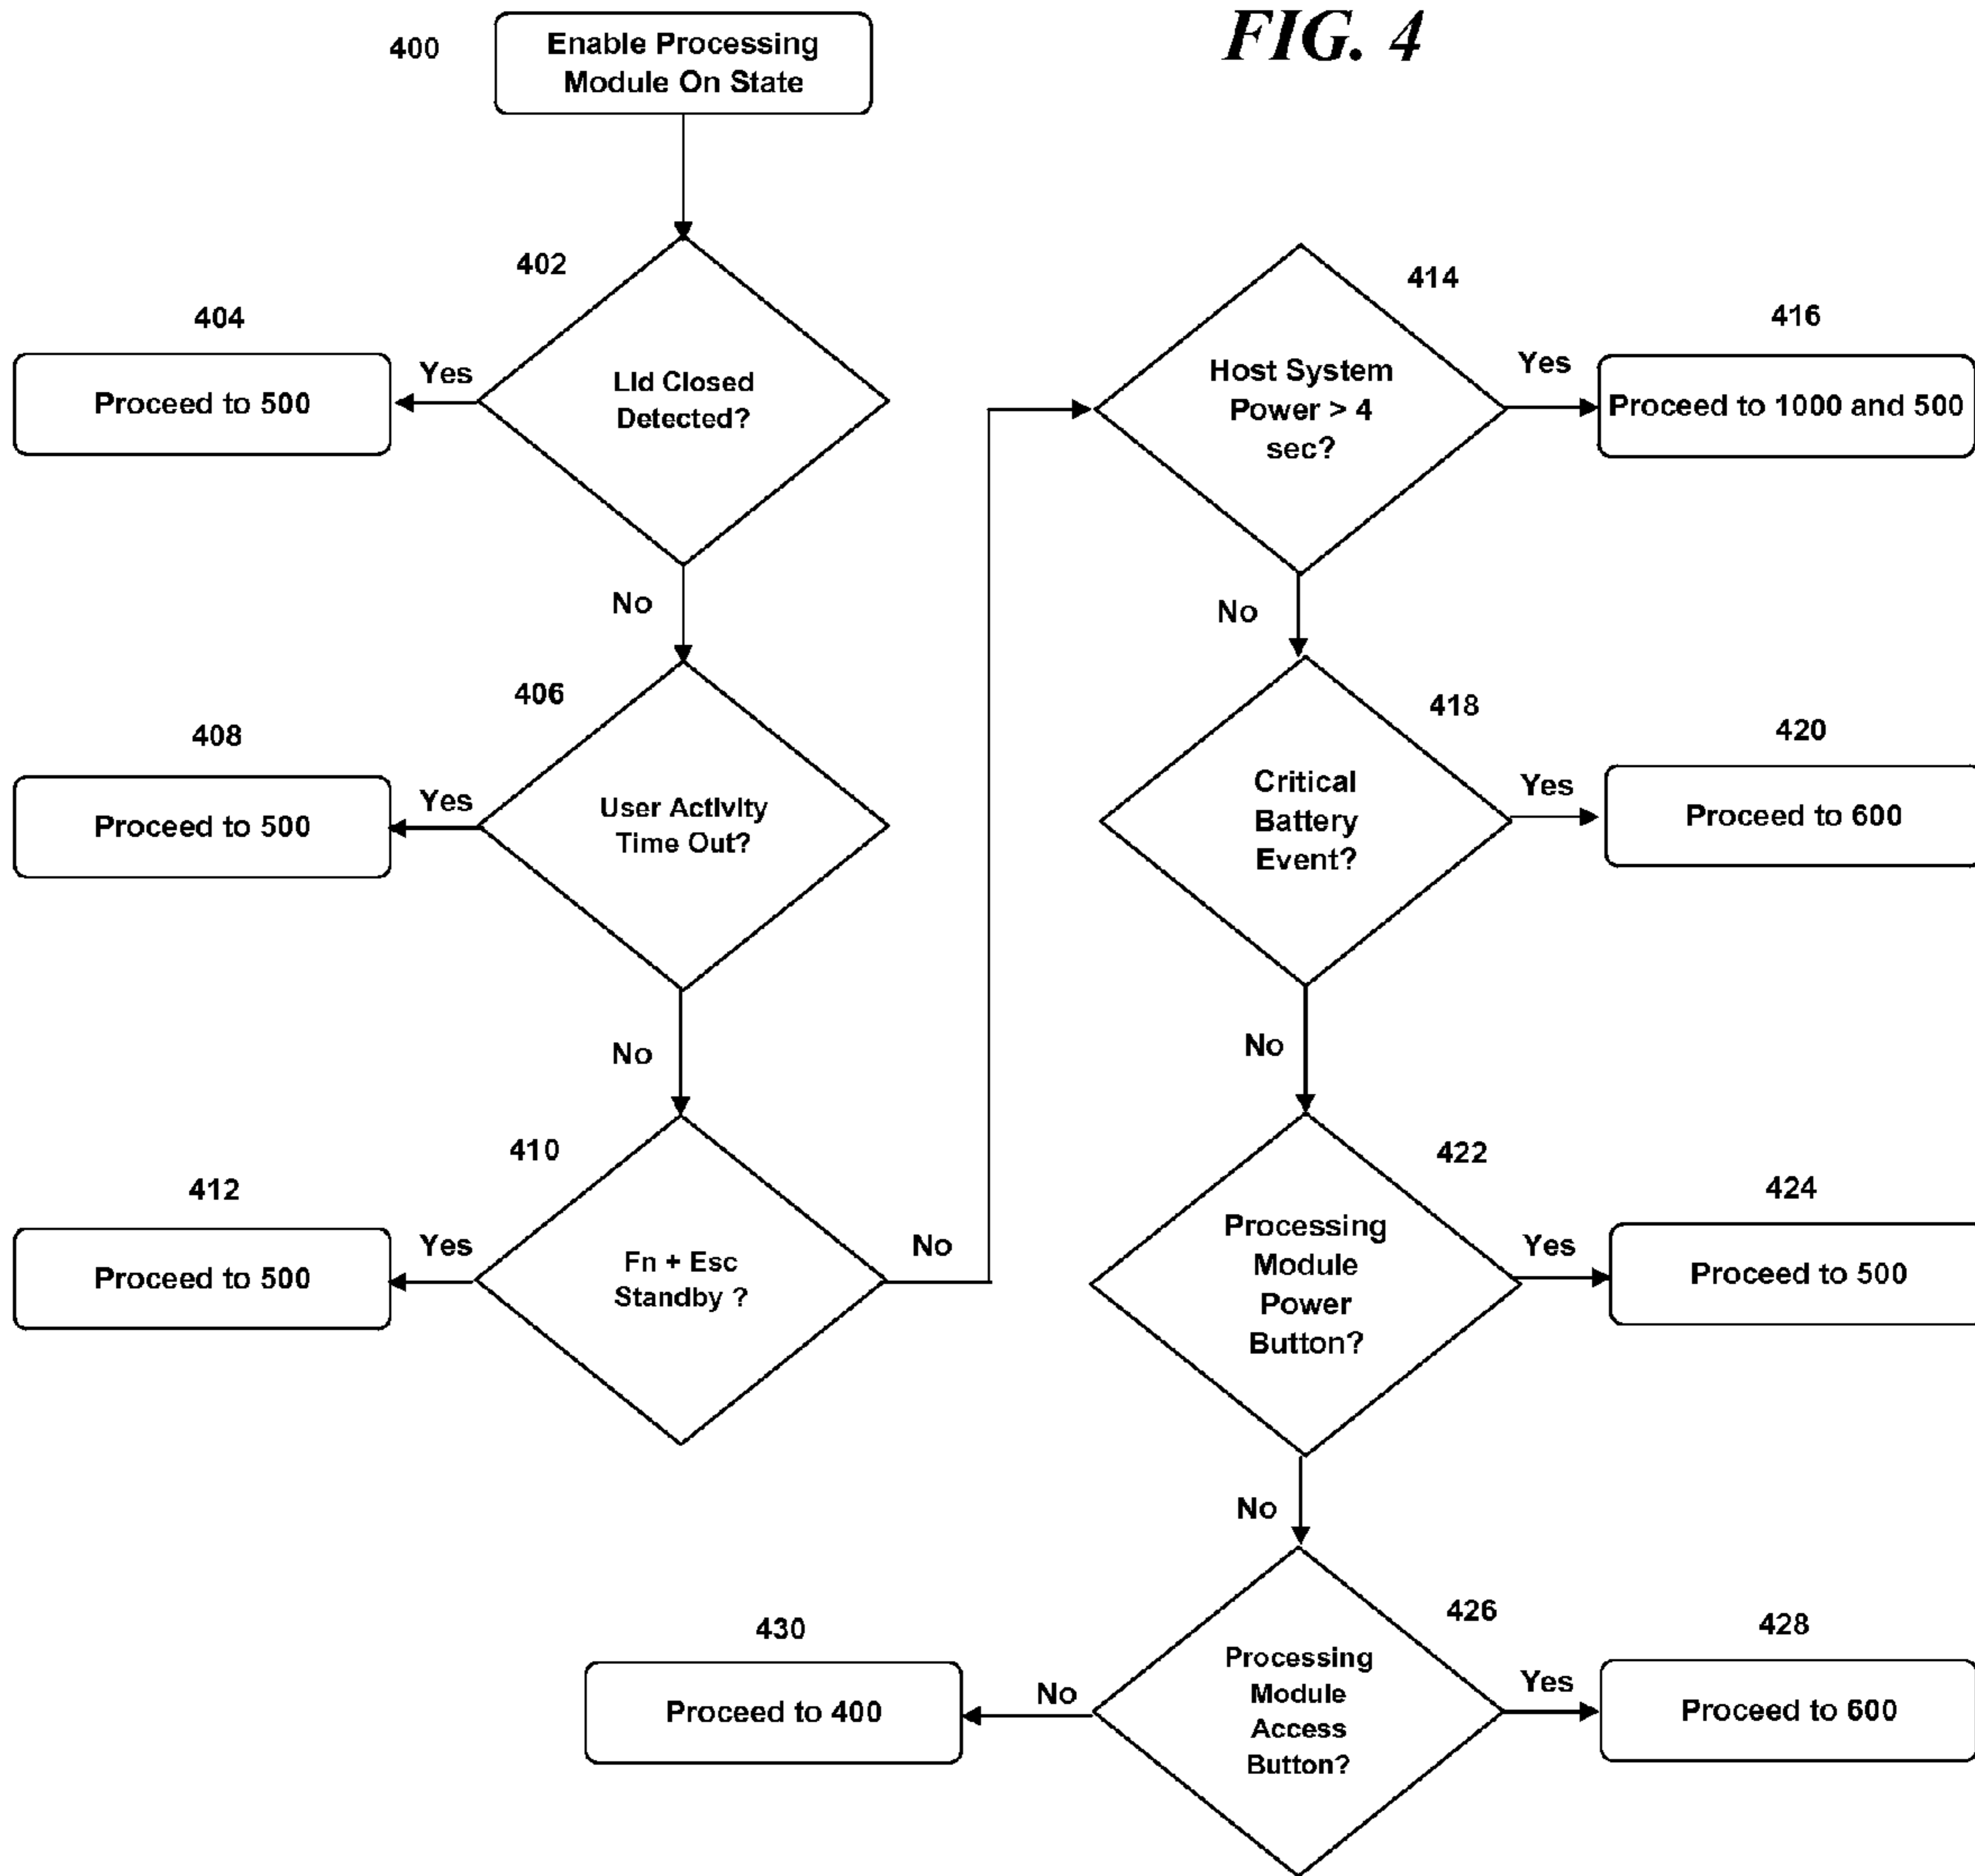 FIG. 4
400
Enable Processing
Module On State
402
Lid Closed
Detected?
404
Yes
Proceed to 500
No
406
User Activity
Time Out?
408
Yes
Proceed to 500
No
410
Fn + Esc
Standby ?
412
Yes
Proceed to 500
No
414
Host System
Power > 4
sec?
416
Yes
Proceed to 1000 and 500
No
418
Critical
Battery
Event?
420
Yes
Proceed to 600
No
422
Processing
Module
Power
Button?
424
Yes
Proceed to 500
No
426
Processing
Module
Access
Button?
428
Yes
Proceed to 600
430
No
Proceed to 400